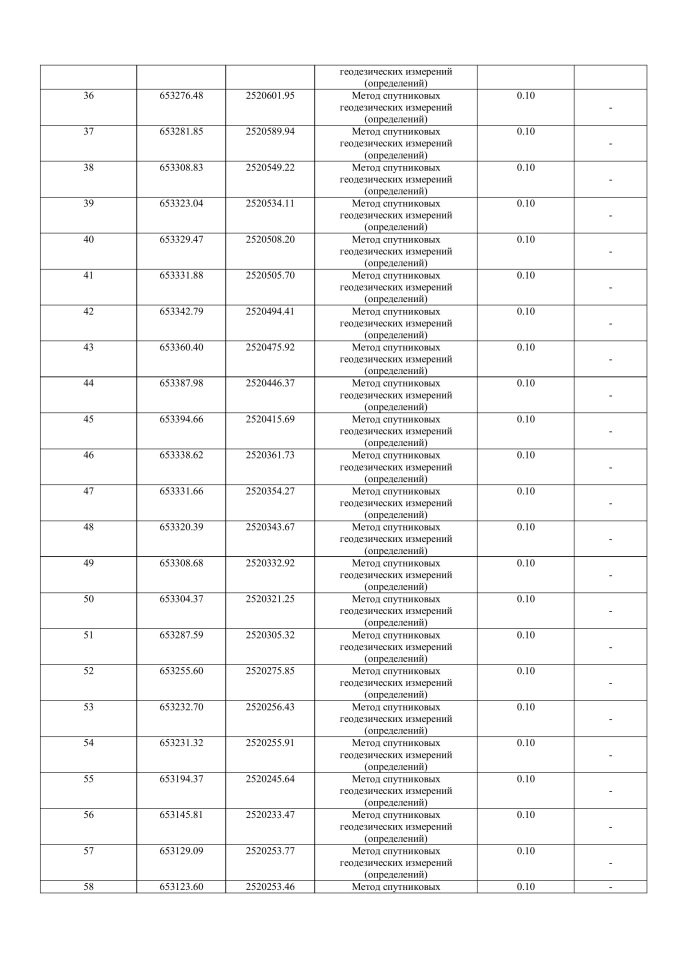 геодезических измерений
(определений)
36 653276.48 2520601.95 Метод спутниковых 0.10
геодезических измерений -
(определений)
37 653281.85 2520589.94 Метод спутниковых 0.10
геодезических измерений -
(определений)
38 653308.83 2520549.22 Метод спутниковых 0.10
геодезических измерений -
(определений)
39 653323.04 2520534.11 Метод спутниковых 0.10
геодезических измерений -
(определений)
40 653329.47 2520508.20 Метод спутниковых 0.10
геодезических измерений -
(определений)
41 653331.88 2520505.70 Метод спутниковых 0.10
геодезических измерений -
(определений)
42 653342.79 2520494.41 Метод спутниковых 0.10
геодезических измерений -
(определений)
43 653360.40 2520475.92 Метод спутниковых 0.10
геодезических измерений -
(определений)
44 653387.98 2520446.37 Метод спутниковых 0.10
геодезических измерений -
(определений)
45 653394.66 2520415.69 Метод спутниковых 0.10
геодезических измерений -
(определений)
46 653338.62 2520361.73 Метод спутниковых 0.10
геодезических измерений -
(определений)
47 653331.66 2520354.27 Метод спутниковых 0.10
геодезических измерений -
(определений)
48 653320.39 2520343.67 Метод спутниковых 0.10
геодезических измерений -
(определений)
49 653308.68 2520332.92 Метод спутниковых 0.10
геодезических измерений -
(определений)
50 653304.37 2520321.25 Метод спутниковых 0.10
геодезических измерений -
(определений)
51 653287.59 2520305.32 Метод спутниковых 0.10
геодезических измерений -
(определений)
52 653255.60 2520275.85 Метод спутниковых 0.10
геодезических измерений -
(определений)
53 653232.70 2520256.43 Метод спутниковых 0.10
геодезических измерений -
(определений)
54 653231.32 2520255.91 Метод спутниковых 0.10
геодезических измерений -
(определений)
55 653194.37 2520245.64 Метод спутниковых 0.10
геодезических измерений -
(определений)
56 653145.81 2520233.47 Метод спутниковых 0.10
геодезических измерений -
(определений)
57 653129.09 2520253.77 Метод спутниковых 0.10
геодезических измерений -
(определений)
58 653123.60 2520253.46 Метод спутниковых 0.10 -